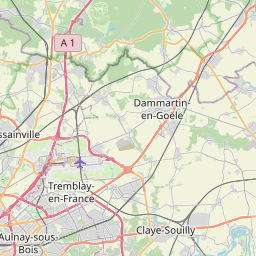 A 1
Dammartin-
en-Goële
ssainville
Tremblay-
en-France
Aulnay-sous-
Bois
Claye-Souilly